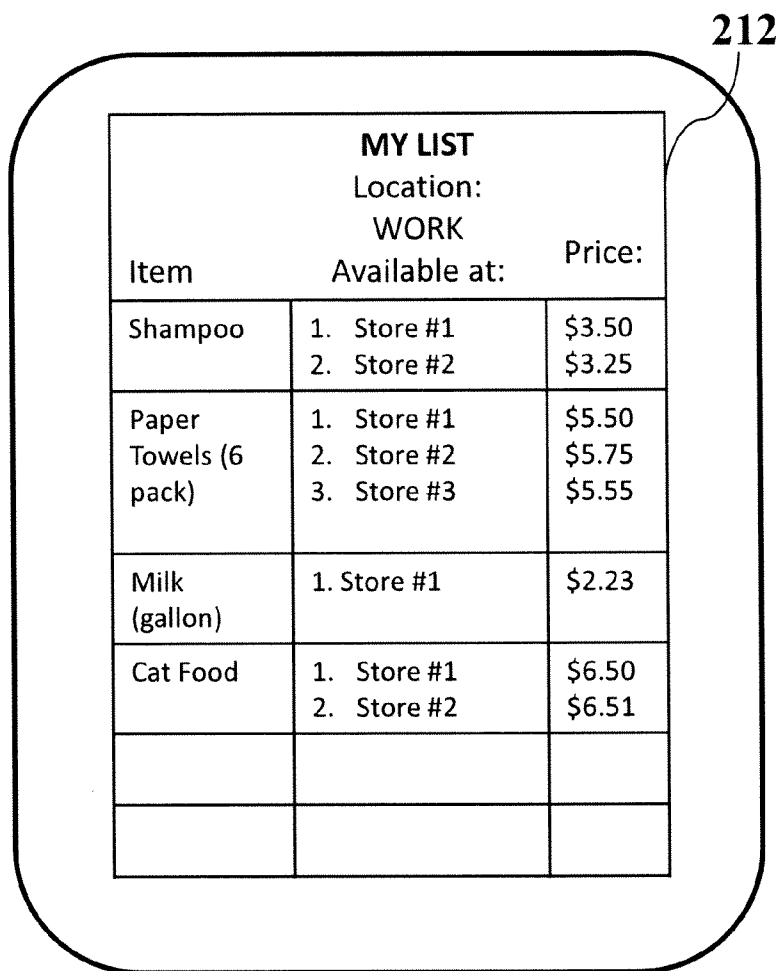 212
MY LIST
Location:
WORK
Item Available at: Price:
Shampoo 1. Store #1 $3.50
2. Store #2 $3.25
Paper 1. Store #1 $5.50
Towels (6 2. Store #2 $5.75
pack) 3. Store #3 $5.55
Milk 1. Store #1 $2.23
(gallon)
Cat Food 1. Store #1 $6.50
2. Store #2 $6.51